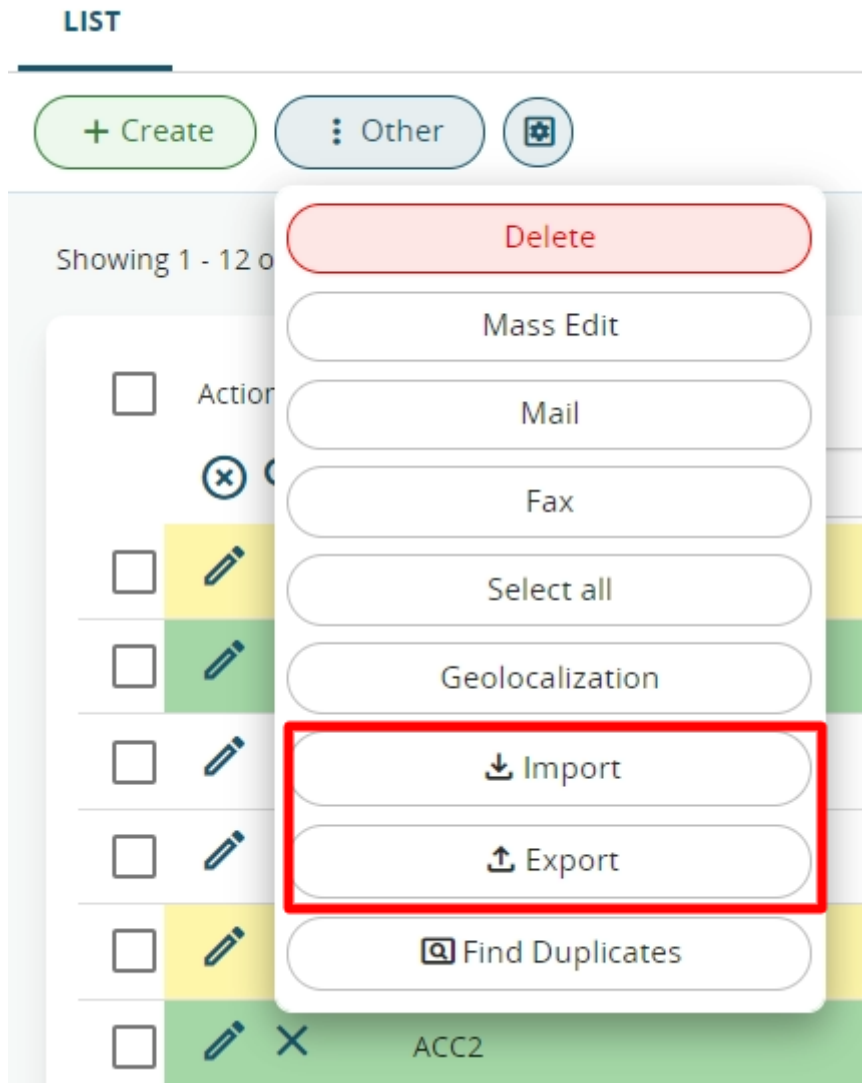 LIST
+ Create
Other
Delete
Showing 1 - 12 o
Mass Edit
Action
Mail
Fax
Select all
Geolocalization
Import
Export
Find Duplicates
ACC2